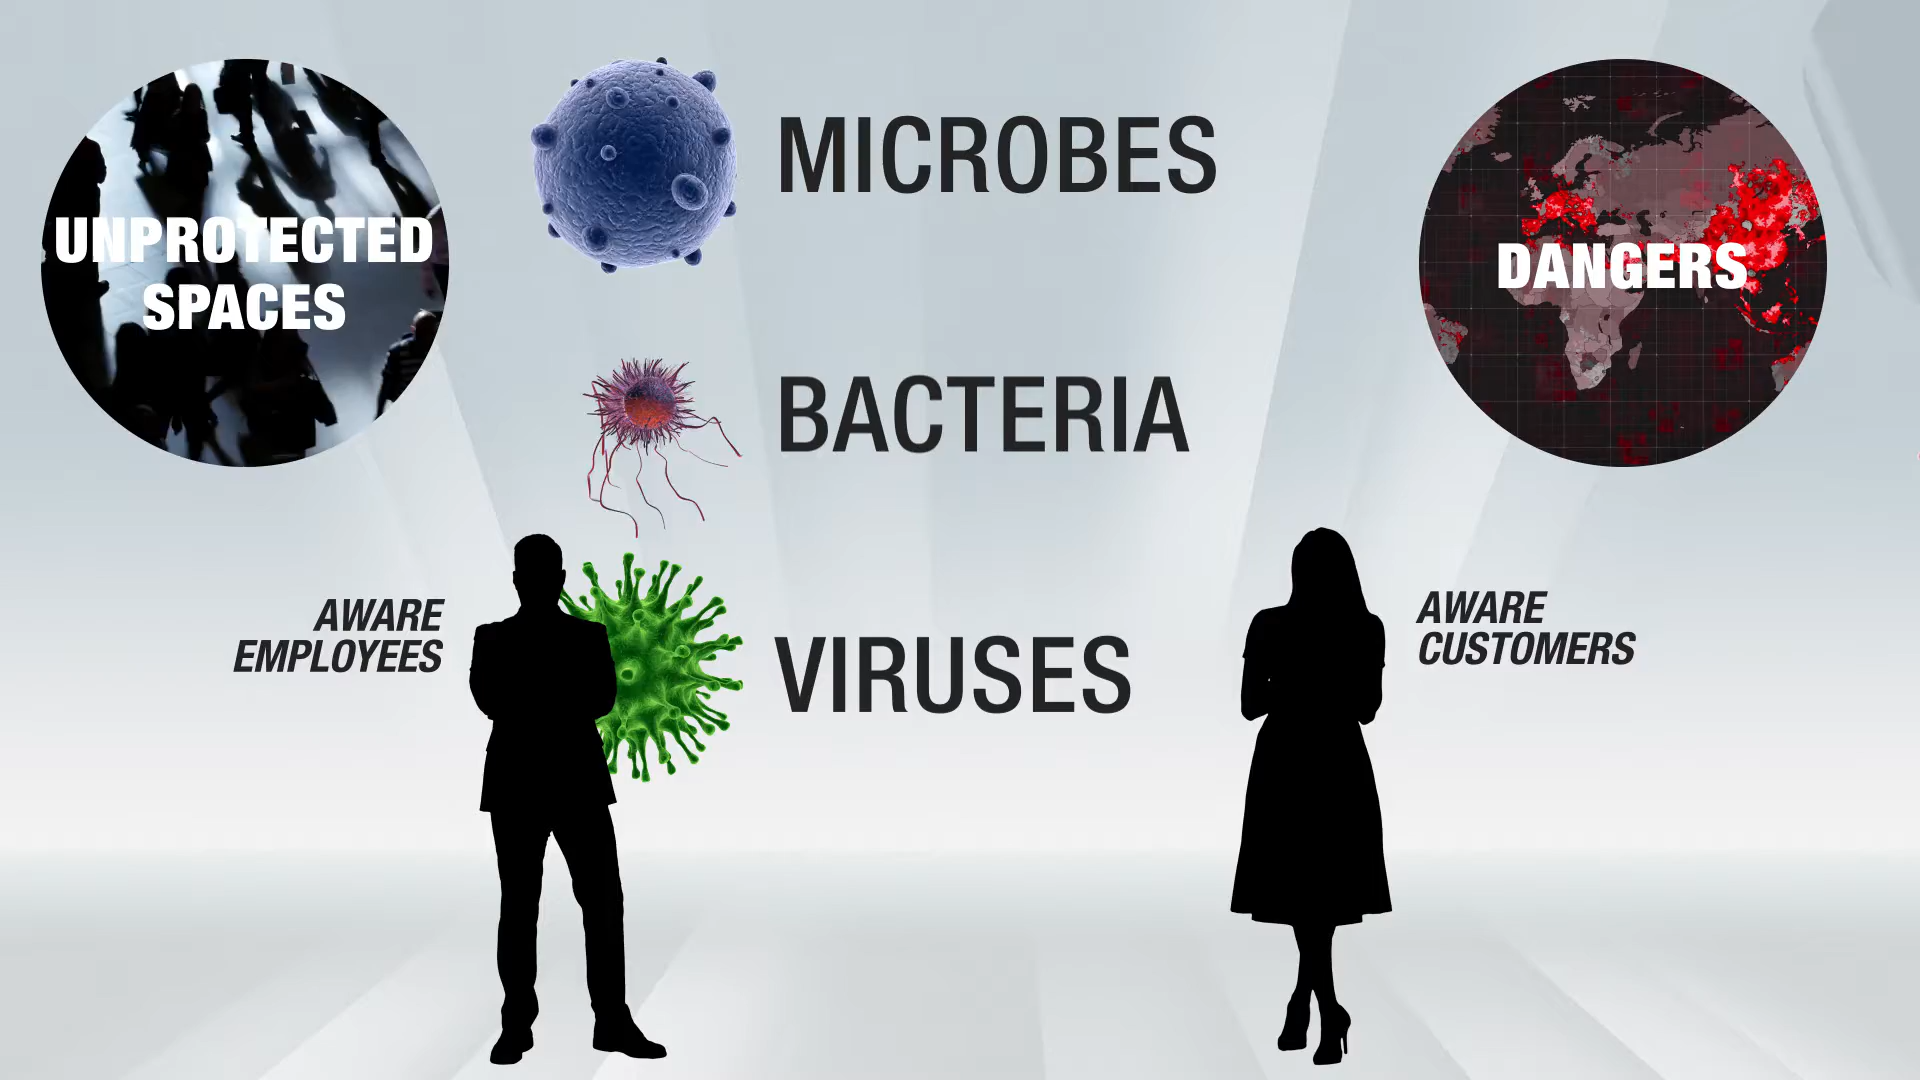 UNPROTECTED
SPACES
MICROBES
BACTERIA
VIRUSES
DANGERS
AWARE
EMPLOYEES
AWARE
CUSTOMERS